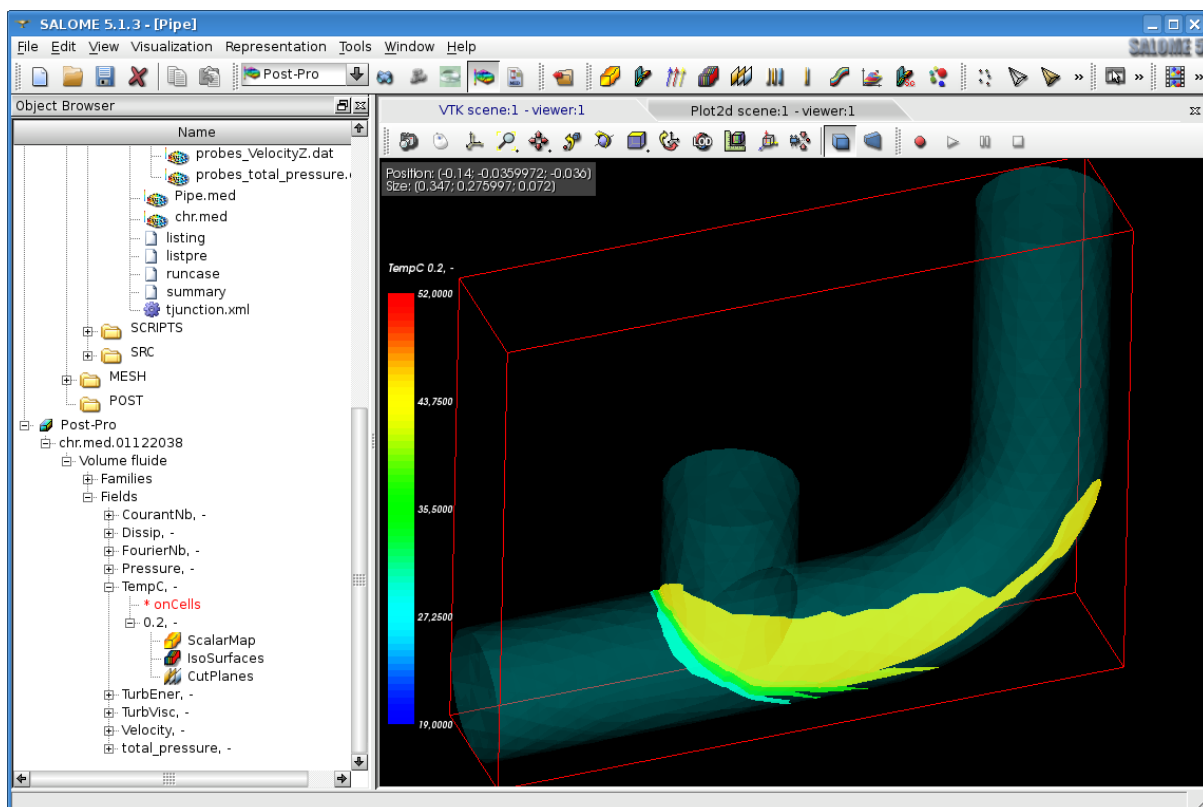 SALOME 5.1.3 - [Pipe]
File Edit View Visualization Representation Tools Window Help
SALOME 5
Post-Pro
»
»
»
Object Browser
Name
probes_VelocityZ.dat
probes_total_pressure.
Pipe.med
chr.med
listing
listpre
runcase
summary
tjunction.xml
SCRIPTS
SRC
MESH
POST
Post-Pro
chr.med.01122038
Volume fluide
Families
Fields
CourantNb, -
Dissip, -
FourierNb, -
Pressure, -
TempC, -
* onCells
0.2, -
ScalarMap
IsoSurfaces
CutPlanes
TurbEner, -
TurbVisc, -
Velocity, -
total_pressure, -
VTK scene:1 - viewer:1
Plot2d scene:1 - viewer:1
Position: (-0.14; -0.0359972; -0.036)
Size: (0.347; 0.275997; 0.072)
TempC 0.2, -
52,0000
43,7500
35,5000
27,2500
19,0000